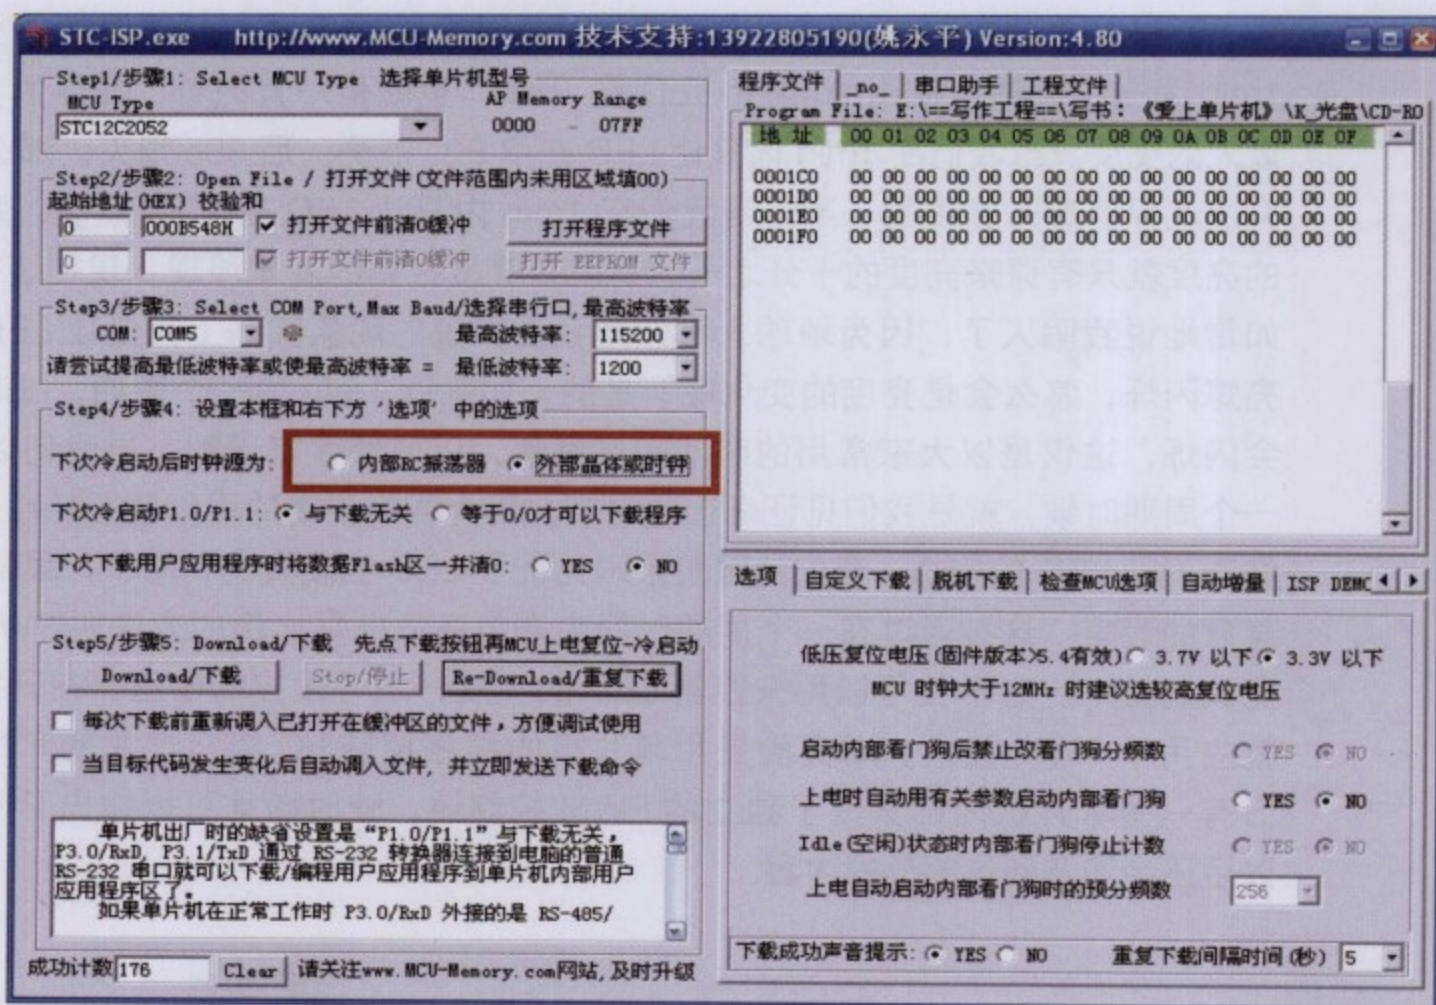 STC-ISP.exe http://www.MCU-Memory.com 技术支持:13922805190(姚永平) Version:4.80
Step1/步骤1: Select MCU Type 选择单片机型号
MCU Type AP Memory Range
STC12C2052 0000 - 07FF
Step2/步骤2: Open File / 打开文件(文件范围内未用区域填00)
起始地址(HEX) 校验和
0 000B548H 打开文件前清0缓冲 打开程序文件
0 打开文件前清0缓冲 打开 EEPROM 文件
Step3/步骤3: Select COM Port,Max Baud/选择串行口,最高波特率
COM: COM5 最高波特率: 115200
请尝试提高最低波特率或使最高波特率 = 最低波特率: 1200
Step4/步骤4: 设置本框和右下方 '选项' 中的选项
下次冷启动后时钟源为: 内部RC振荡器 外部晶体或时钟
下次冷启动P1.0/P1.1: 与下载无关 等于0/0才可以下载程序
下次下载用户应用程序时将数据Flash区一并清0: YES NO
Step5/步骤5: Download/下载 先点下载按钮再MCU上电复位-冷启动
Download/下载 Stop/停止 Re-Download/重复下载
每次下载前重新调入已打开在缓冲区的文件，方便调试使用
当目标代码发生变化后自动调入文件, 并立即发送下载命令
单片机出厂时的缺省设置是“P1.0/P1.1”与下载无关，
P3.0/RxD, P3.1/TxD 通过 RS-232 转换器连接到电脑的普通
RS-232 串口就可以下载/编程用户应用程序到单片机内部用户
应用程序区了。
如果单片机在正常工作时 P3.0/RxD 外接的是 RS-485/
成功计数 176 Clear 请关注www.MCU-Memory.com网站,及时升级
程序文件 _no_ 串口助手 工程文件
Program File: E:\==写作工程==\写书：《爱上单片机》\K_光盘\CD-RO
地 址 00 01 02 03 04 05 06 07 08 09 0A 0B 0C 0D 0E 0F
0001C0 00 00 00 00 00 00 00 00 00 00 00 00 00 00 00 00
0001D0 00 00 00 00 00 00 00 00 00 00 00 00 00 00 00 00
0001E0 00 00 00 00 00 00 00 00 00 00 00 00 00 00 00 00
0001F0 00 00 00 00 00 00 00 00 00 00 00 00 00 00 00 00
选项 自定义下载 脱机下载 检查MCU选项 自动增量 ISP DEMC
低压复位电压(固件版本>5.4有效) 3.7V 以下 3.3V 以下
MCU 时钟大于12MHz 时建议选较高复位电压
启动内部看门狗后禁止改看门狗分频数 YES NO
上电时自动用有关参数启动内部看门狗 YES NO
Idle(空闲)状态时内部看门狗停止计数 YES NO
上电自动启动内部看门狗时的预分频数 256
下载成功声音提示: YES NO 重复下载间隔时间(秒) 5